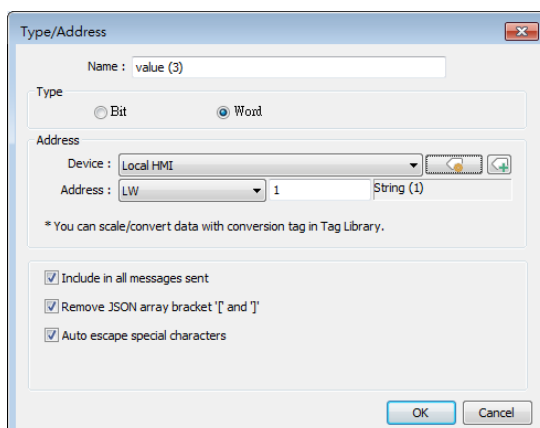 Type/Address
Name : value (3)
Type
Bit Word
Address
Device : Local HMI
Address : LW 1 String (1)
* You can scale/convert data with conversion tag in Tag Library.
Include in all messages sent
Remove JSON array bracket '[' and ']'
Auto escape special characters
OK Cancel